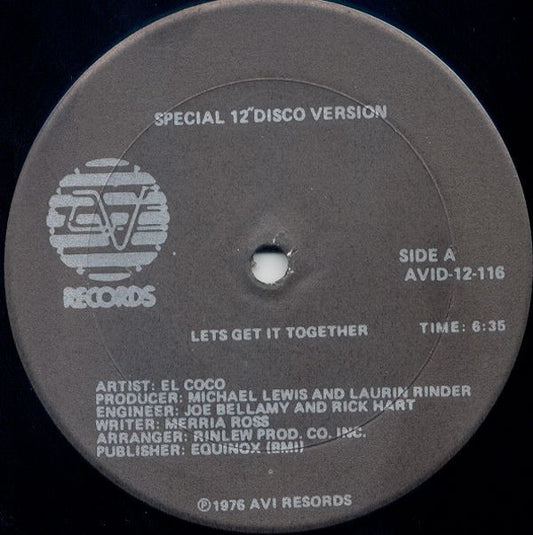 SPECIAL 12" DISCO VERSION
AVI
RECORDS
SIDE A
AVID-12-116
LETS GET IT TOGETHER TIME: 6:35
ARTIST: EL COCO
PRODUCER: MICHAEL LEWIS AND LAURIN RINDER
ENGINEER: JOE BELLAMY AND RICK HART
WRITER: MERRIA ROSS
ARRANGER: RINLEW PROD. CO. INC.
PUBLISHER: EQUINOX (BMI)
Ⓟ1976 AVI RESORDS